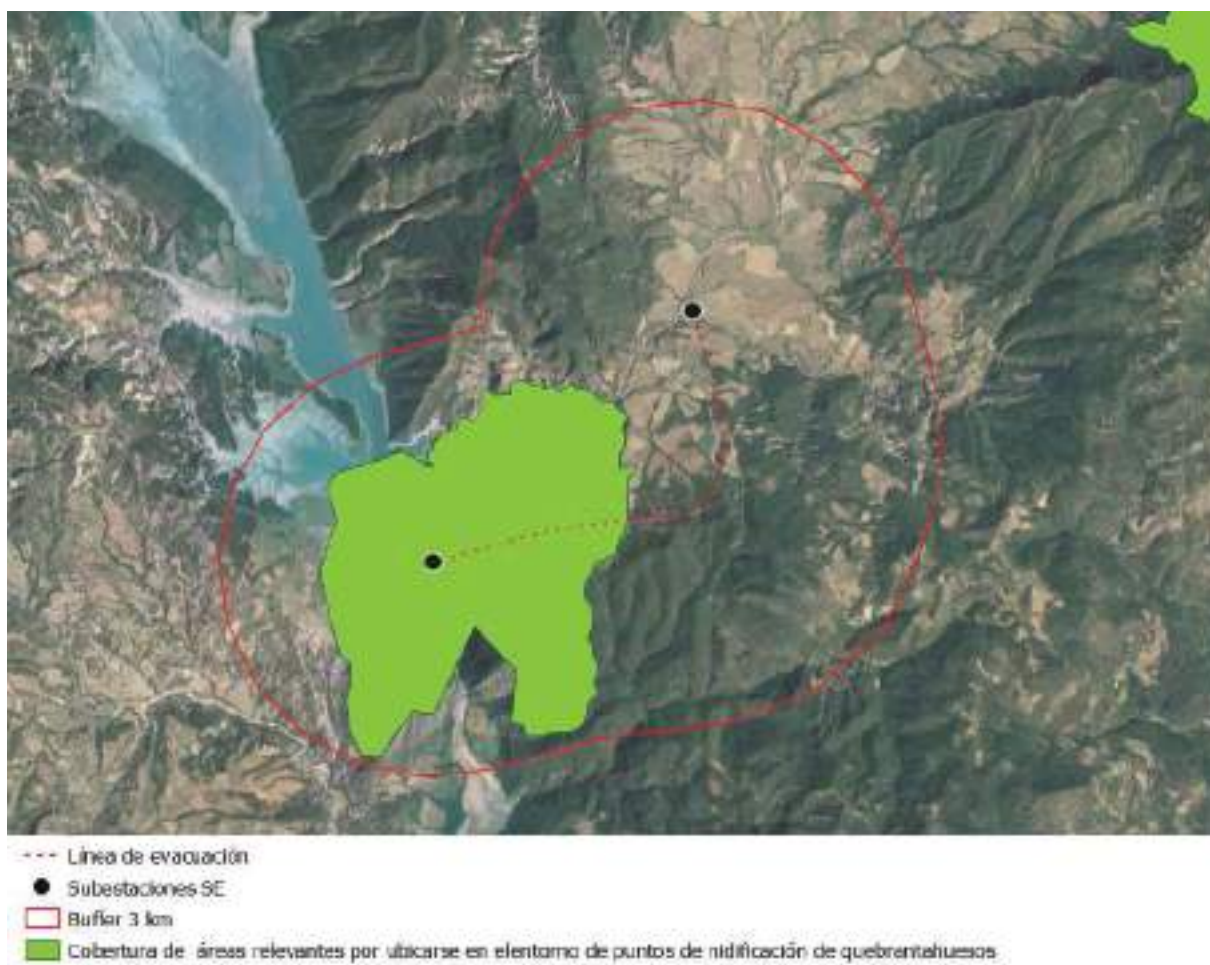 Línea de evacuación
Subestaciones SE
Buffer 3 km
Cobertura de áreas relevantes por ubicarse en elentorno de puntos de nidificación de quebrantahuesos